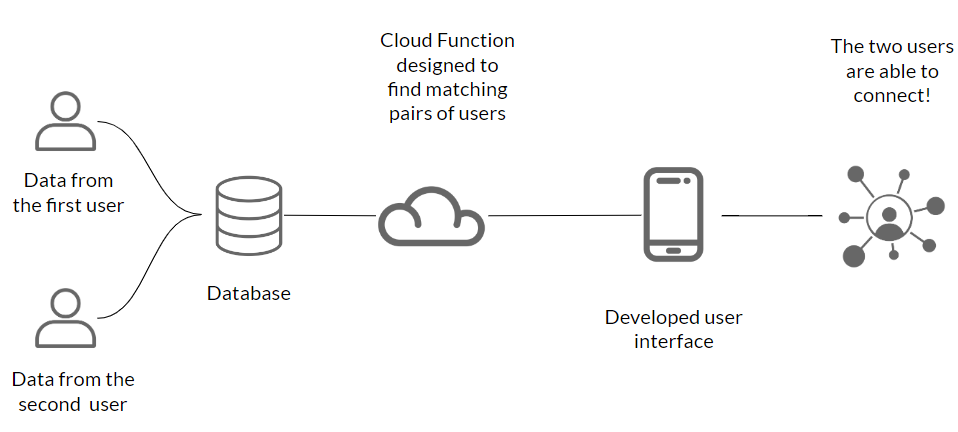 Data from
the first user
Data from the
second  user
Database
Cloud Function
designed to
find matching
pairs of users
Developed user
interface
The two users
are able to
connect!